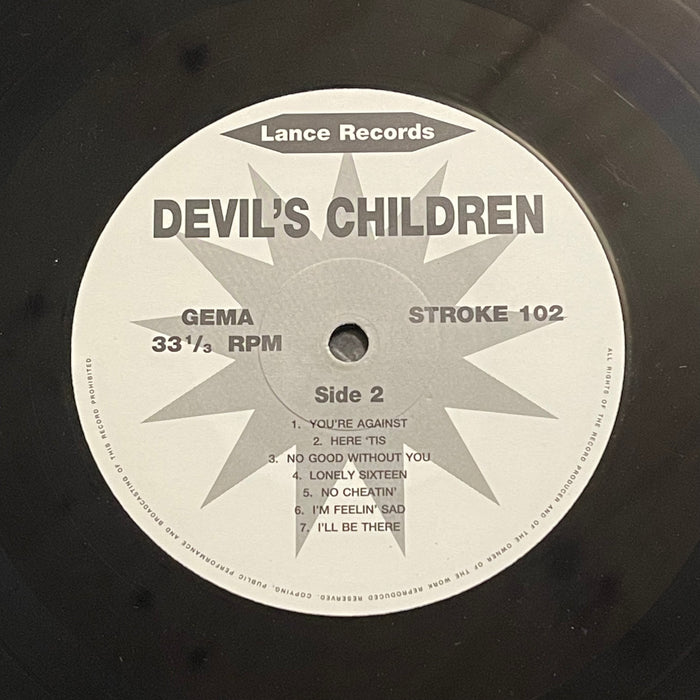 Lance Records
DEVIL'S CHILDREN
GEMA
33⅓ RPM
STROKE 102
Side 2
1. YOU'RE AGAINST
2. HERE 'TIS
3. NO GOOD WITHOUT YOU
4. LONELY SIXTEEN
5. NO CHEATIN'
6. I'M FEELIN' SAD
7. I'LL BE THERE
ALL RIGHTS OF THE RECORD PRODUCER AND OF THE OWNER OF THE WORK REPRODUCED RESERVED. COPYING, PUBLIC PERFORMANCE AND BROADCASTING OF THIS RECORD PROHIBITED